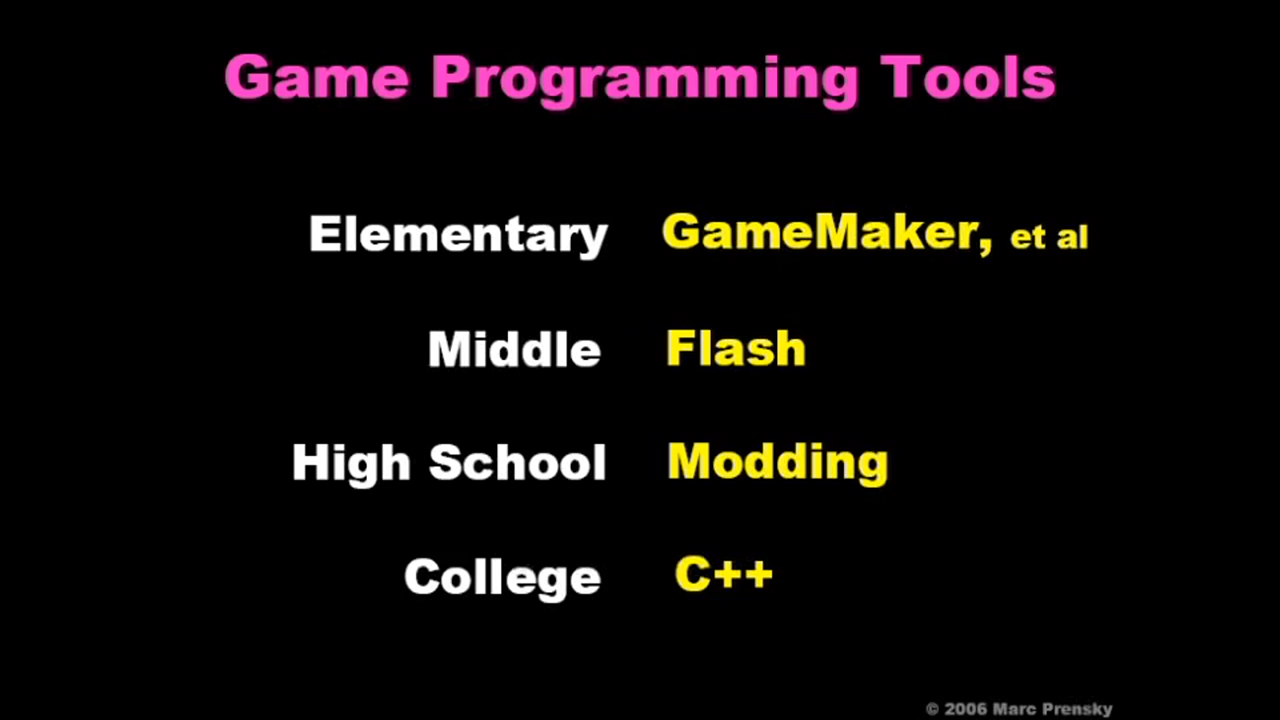 Game Programming Tools
Elementary GameMaker, et al
Middle Flash
High School Modding
College C++
© 2006 Marc Prensky